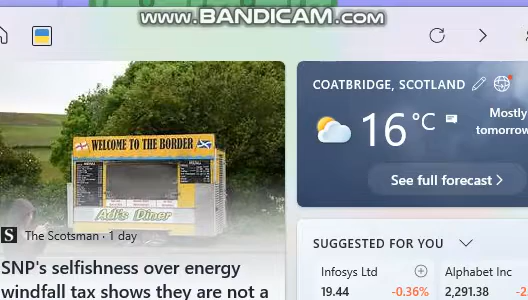 www.BANDICAM.com
WELCOME TO THE BORDER
Adi's Diner
S The Scotsman · 1 day
SNP's selfishness over energy
windfall tax shows they are not a
COATBRIDGE, SCOTLAND
16 °C
Mostly
tomorrow
See full forecast >
SUGGESTED FOR YOU
Infosys Ltd
19.44 -0.36%
Alphabet Inc
2,291.38 -2